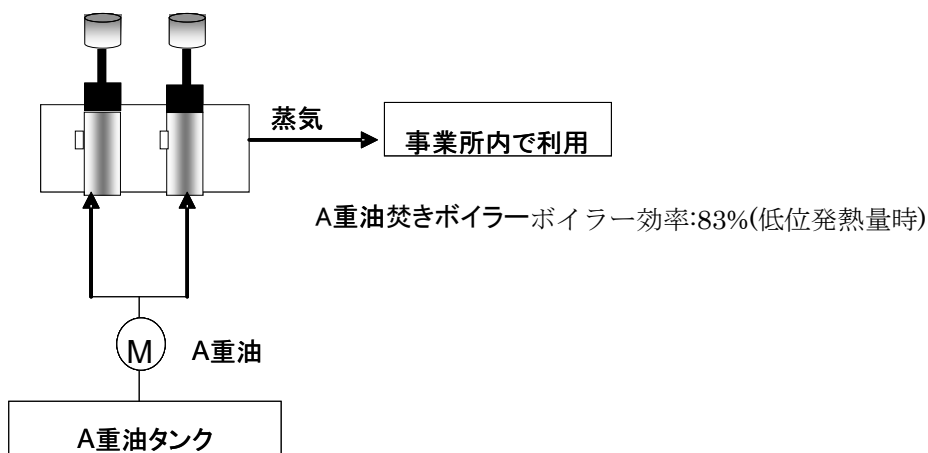 蒸気
事業所内で利用
A重油焚きボイラーボイラー効率:83%(低位発熱量時)
M
A重油
A重油タンク